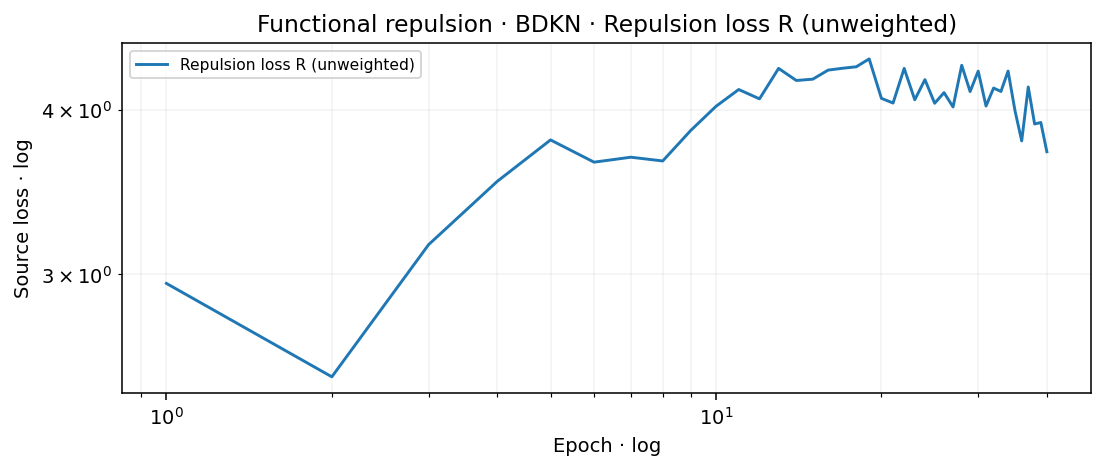 Functional repulsion · BDKN · Repulsion loss R (unweighted)
Repulsion loss R (unweighted)
Source loss · log
4 × 10⁰
3 × 10⁰
10⁰
10¹
Epoch · log